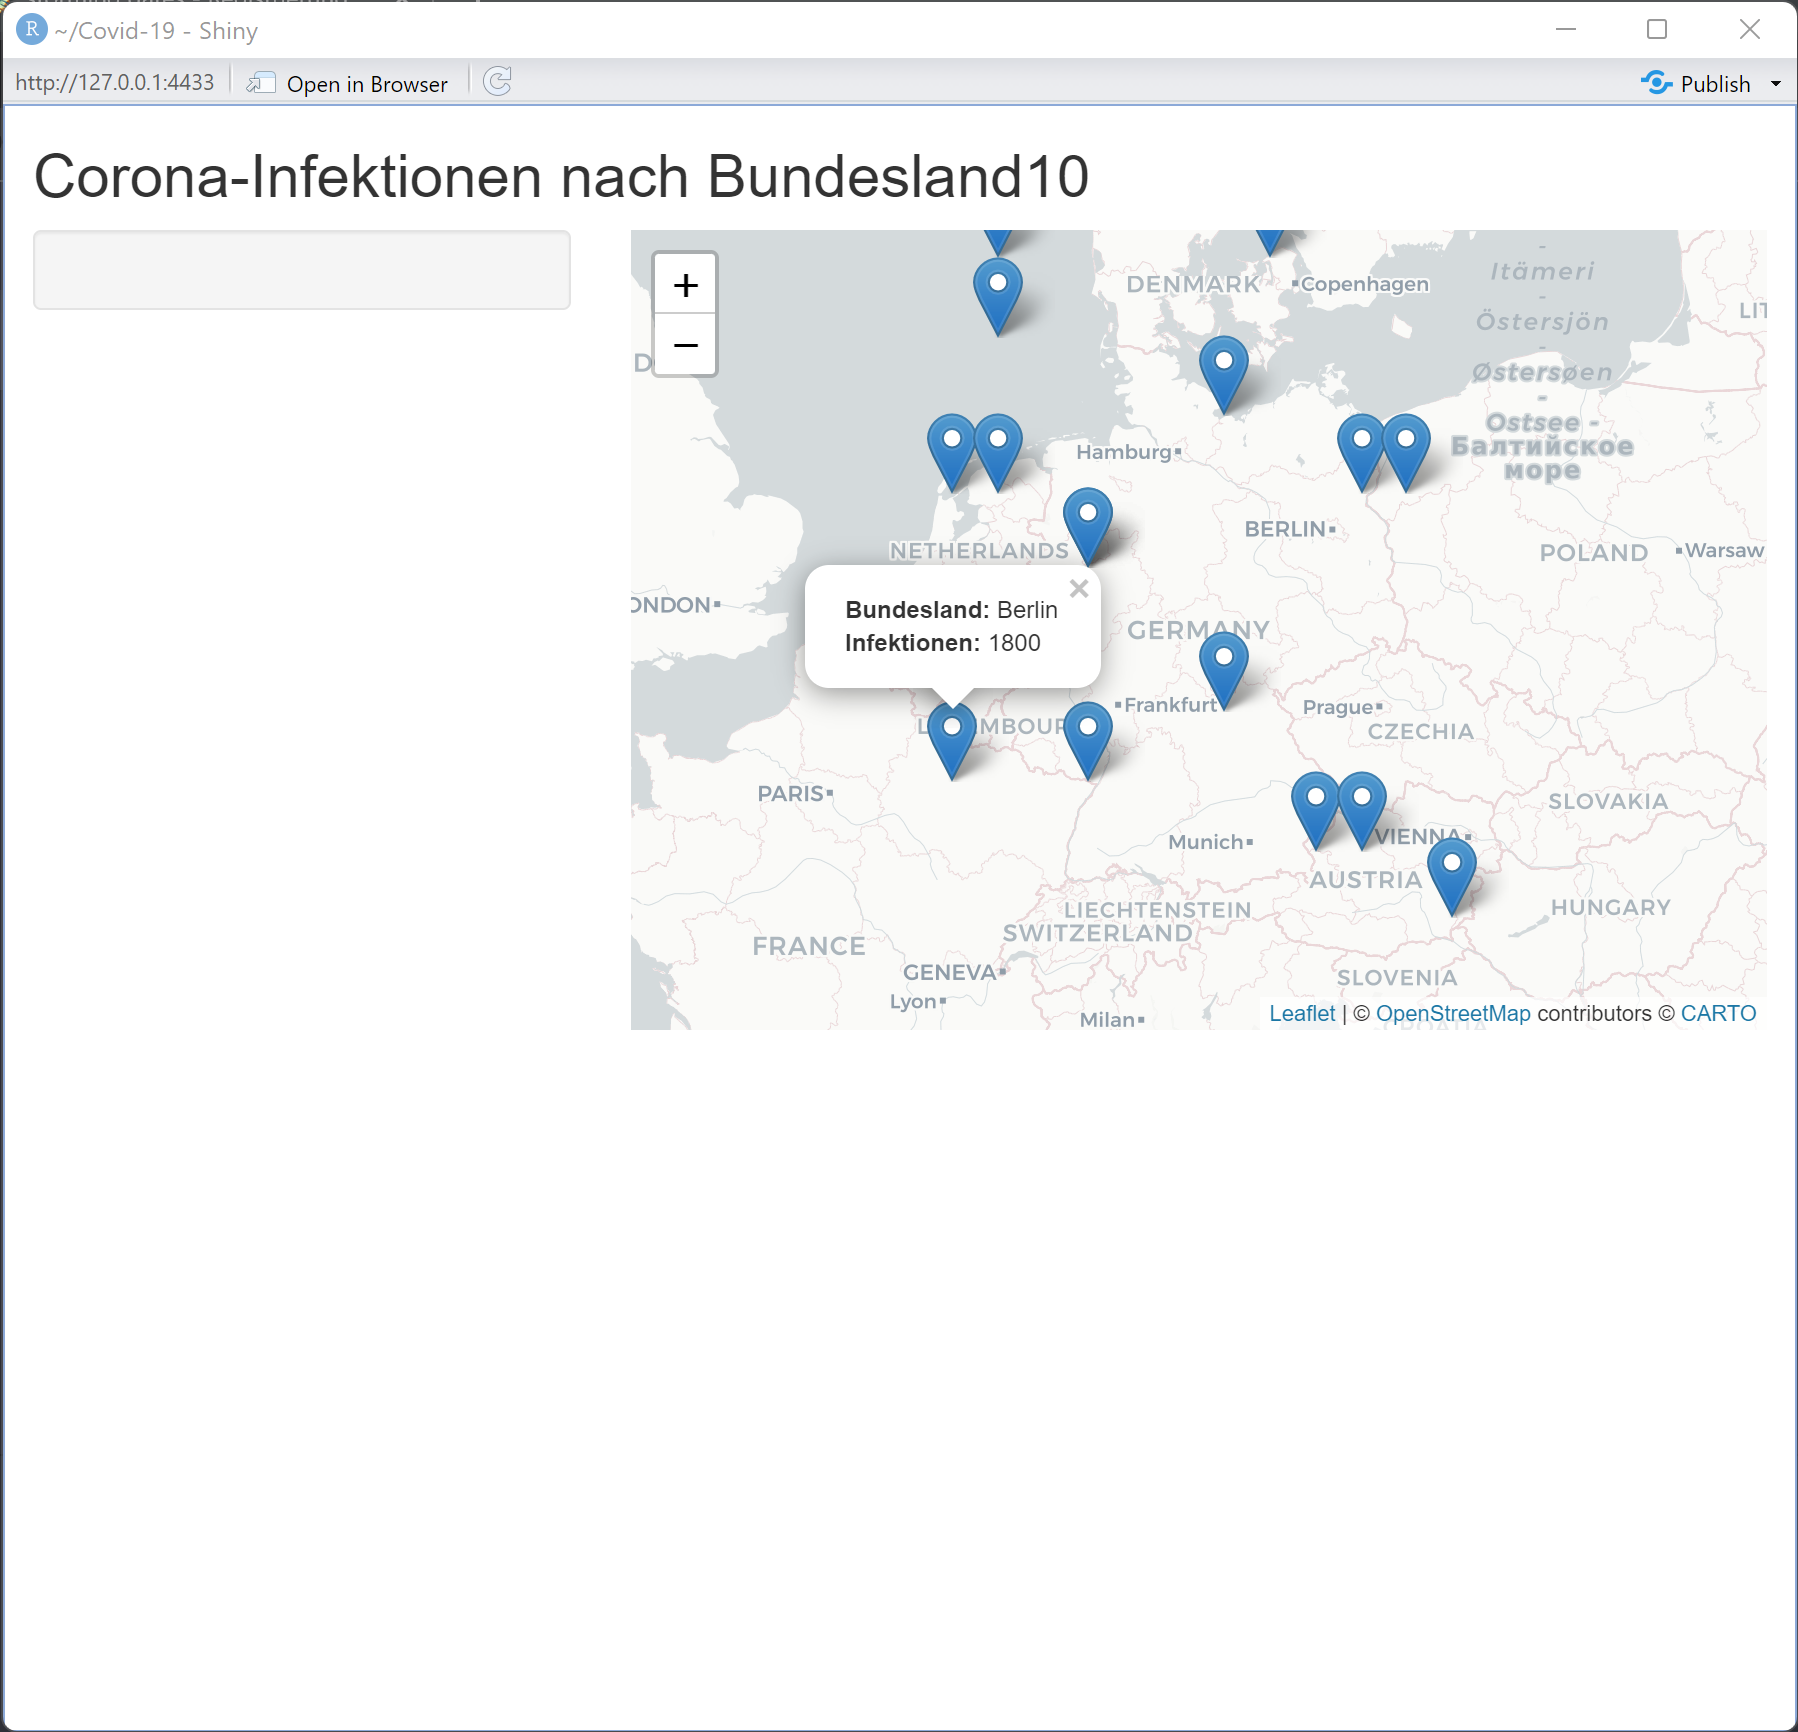 R ~/Covid-19 - Shiny
http://127.0.0.1:4433 Open in Browser Publish
Corona-Infektionen nach Bundesland10
+
−
DENMARK
Copenhagen
Itämeri
-
Östersjön
-
Østersøen
-
Ostsee -
Балтийское
море
LIT
Hamburg
BERLIN
NETHERLANDS
POLAND
Warsaw
ONDON
×
Bundesland: Berlin
Infektionen: 1800
GERMANY
Frankfurt
Prague
CZECHIA
L MBOUR
PARIS
SLOVAKIA
Munich
VIENNA
AUSTRIA
LIECHTENSTEIN
SWITZERLAND
HUNGARY
FRANCE
GENEVA
Lyon
SLOVENIA
Milan
Leaflet | © OpenStreetMap contributors © CARTO